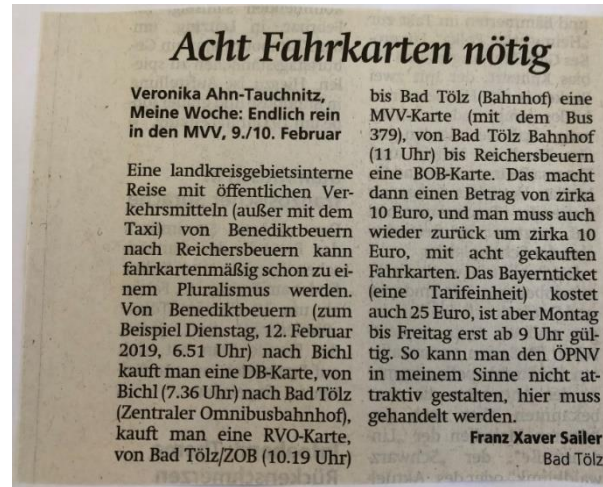 Acht Fahrkarten nötig
Veronika Ahn-Tauchnitz,
Meine Woche: Endlich rein
in den MVV, 9./10. Februar
Eine landkreisgebietsinterne
Reise mit öffentlichen Ver-
kehrsmitteln (außer mit dem
Taxi) von Benediktbeuern
nach Reichersbeuern kann
fahrkartenmäßig schon zu ei-
nem Pluralismus werden.
Von Benediktbeuern (zum
Beispiel Dienstag, 12. Februar
2019, 6.51 Uhr) nach Bichl
kauft man eine DB-Karte, von
Bichl (7.36 Uhr) nach Bad Tölz
(Zentraler Omnibusbahnhof),
kauft man eine RVO-Karte,
von Bad Tölz/ZOB (10.19 Uhr)
bis Bad Tölz (Bahnhof) eine
MVV-Karte (mit dem Bus
379), von Bad Tölz Bahnhof
(11 Uhr) bis Reichersbeuern
eine BOB-Karte. Das macht
dann einen Betrag von zirka
10 Euro, und man muss auch
wieder zurück um zirka 10
Euro, mit acht gekauften
Fahrkarten. Das Bayernticket
(eine Tarifeinheit) kostet
auch 25 Euro, ist aber Montag
bis Freitag erst ab 9 Uhr gül-
tig. So kann man den ÖPNV
in meinem Sinne nicht at-
traktiv gestalten, hier muss
gehandelt werden.
Franz Xaver Sailer
Bad Tölz